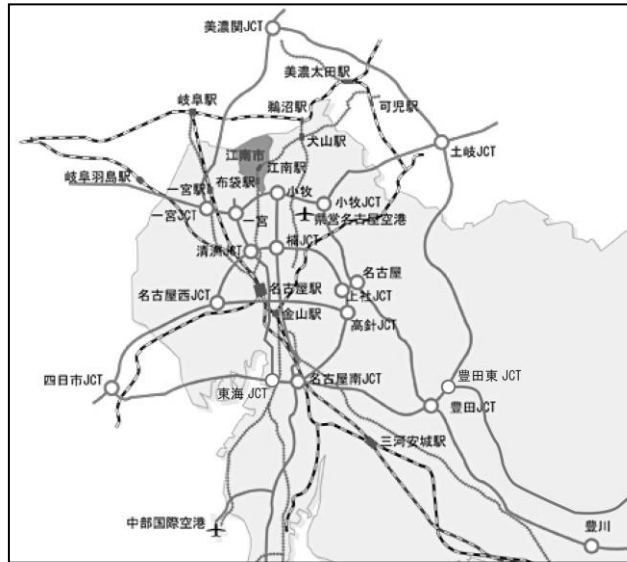 美濃関JCT
美濃太田駅
岐阜駅
鵜沼駅
可児駅
犬山駅
土岐JCT
江南市
江南駅
岐阜羽島駅
一宮駅
布袋駅
小牧
小牧JCT
一宮JCT
一宮
県営名古屋空港
清洲JCT
楠JCT
名古屋
名古屋駅
上社JCT
名古屋西JCT
金山駅
高針JCT
四日市JCT
東海JCT
名古屋南JCT
豊田東JCT
豊田JCT
三河安城駅
中部国際空港
豊川